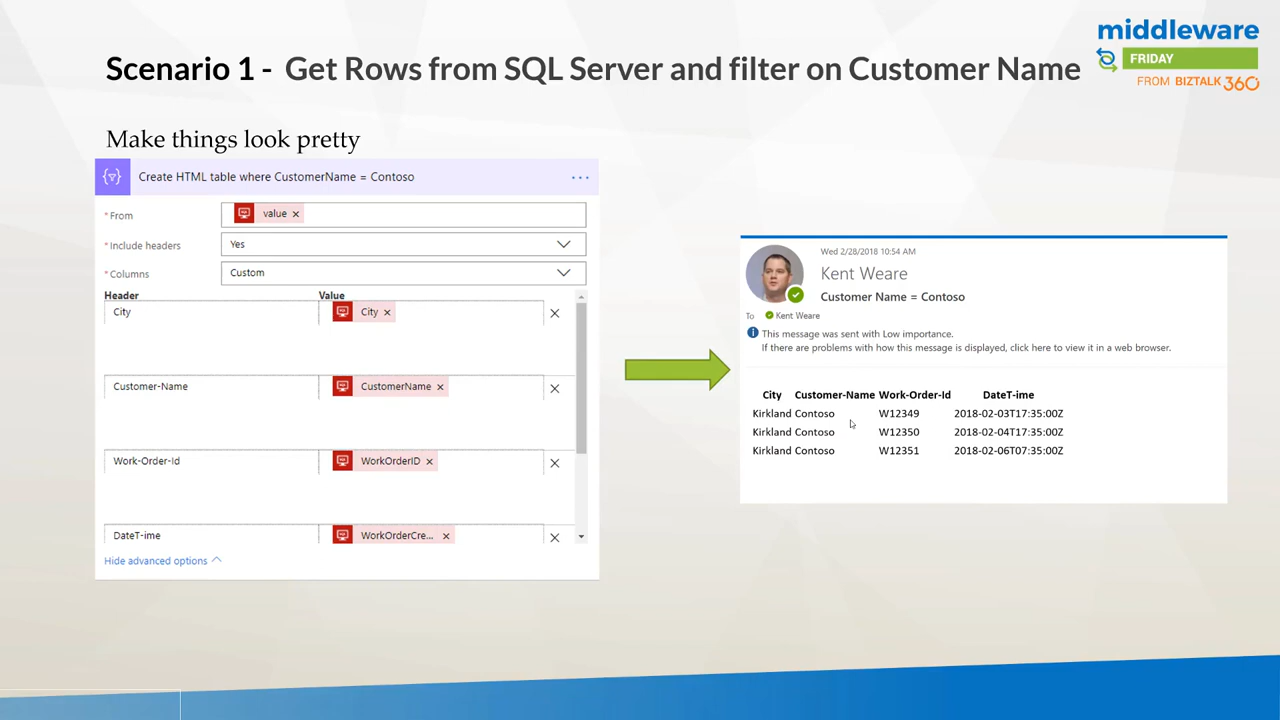 middleware
FRIDAY
FROM BIZTALK 360
Scenario 1 - Get Rows from SQL Server and filter on Customer Name
Make things look pretty
Create HTML table where CustomerName = Contoso ...
* From value ×
* Include headers Yes
* Columns Custom
Header Value
City City ×
Customer-Name CustomerName ×
Work-Order-Id WorkOrderID ×
DateT-ime WorkOrderCre... ×
Hide advanced options
Wed 2/28/2018 10:54 AM
Kent Weare
Customer Name = Contoso
To Kent Weare
This message was sent with Low importance.
If there are problems with how this message is displayed, click here to view it in a web browser.
City Customer-Name Work-Order-Id DateT-ime
Kirkland Contoso W12349 2018-02-03T17:35:00Z
Kirkland Contoso W12350 2018-02-04T17:35:00Z
Kirkland Contoso W12351 2018-02-06T07:35:00Z